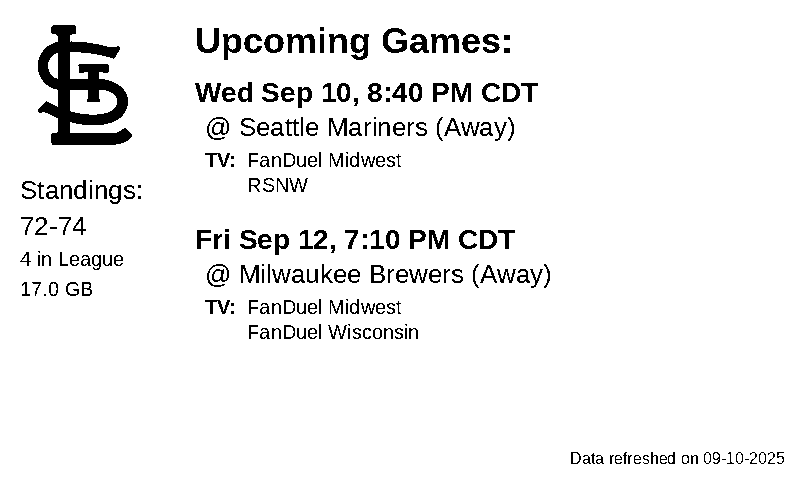 STL
Standings:
72-74
4 in League
17.0 GB
Upcoming Games:
Wed Sep 10, 8:40 PM CDT
@ Seattle Mariners (Away)
TV: FanDuel Midwest
RSNW
Fri Sep 12, 7:10 PM CDT
@ Milwaukee Brewers (Away)
TV: FanDuel Midwest
FanDuel Wisconsin
Data refreshed on 09-10-2025